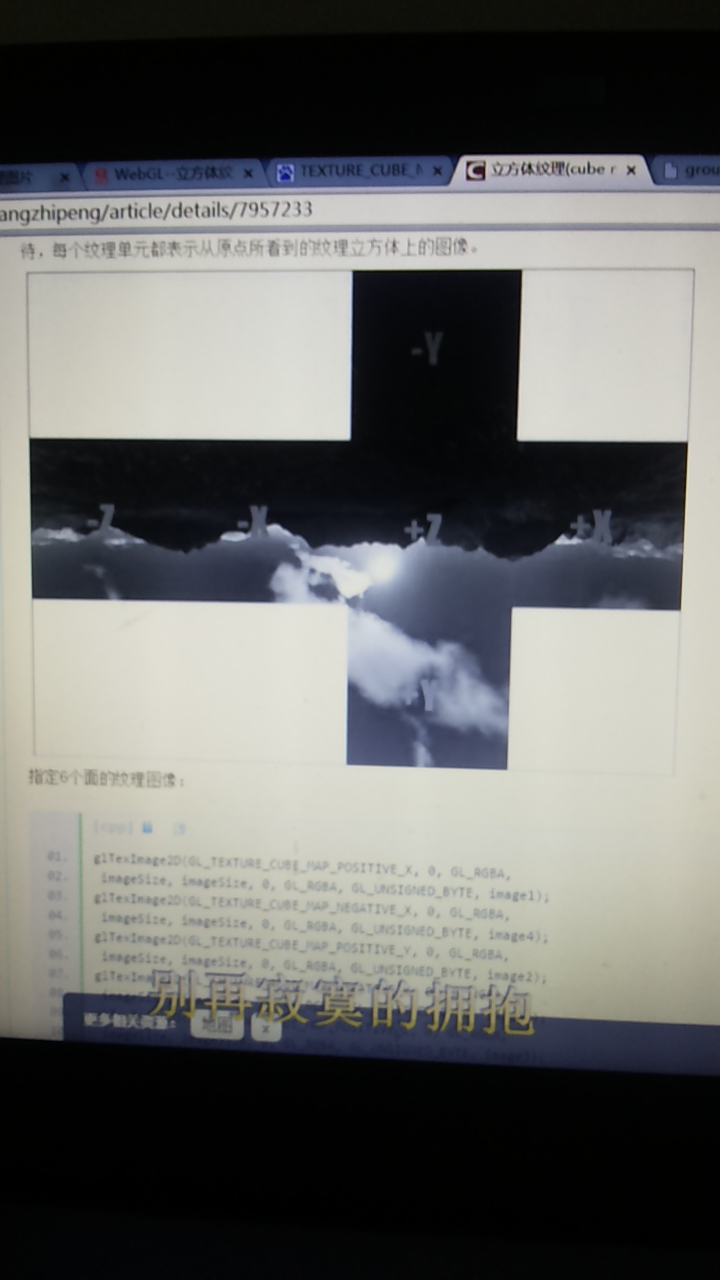 图片 ×
WebGL--立方体纹 ×
TEXTURE_CUBE_M ×
立方体纹理(cube r ×
grou
angzhipeng/article/details/7957233
待，每个纹理单元都表示从原点所看到的纹理立方体上的图像。
-Y
-Z -X +Z +X
+Y
指定6个面的纹理图像：
[cpp]
01. glTexImage2D(GL_TEXTURE_CUBE_MAP_POSITIVE_X, 0, GL_RGBA,
02. imageSize, imageSize, 0, GL_RGBA, GL_UNSIGNED_BYTE, image1);
03. glTexImage2D(GL_TEXTURE_CUBE_MAP_NEGATIVE_X, 0, GL_RGBA,
04. imageSize, imageSize, 0, GL_RGBA, GL_UNSIGNED_BYTE, image4);
05. glTexImage2D(GL_TEXTURE_CUBE_MAP_POSITIVE_Y, 0, GL_RGBA,
06. imageSize, imageSize, 0, GL_RGBA, GL_UNSIGNED_BYTE, image2);
07. glTexIma
别再寂寞的拥抱
更多相关资源： 地图 ×